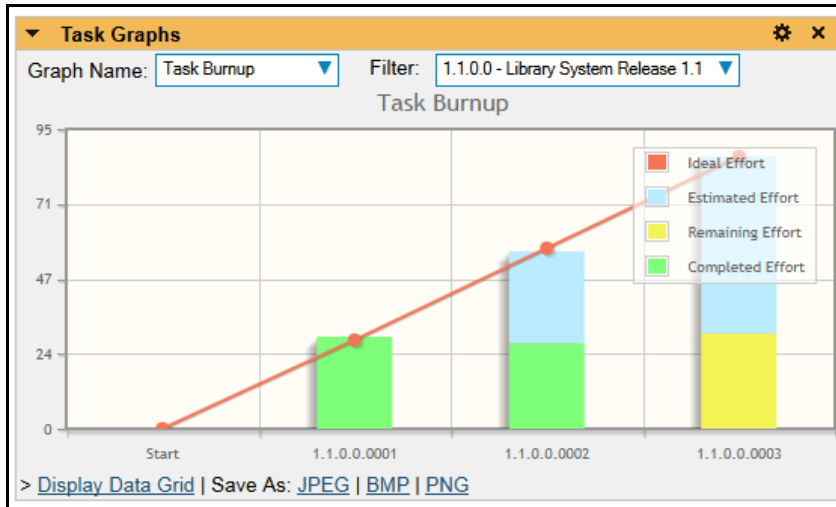 Task Graphs
Graph Name: Task Burnup Filter: 1.1.0.0 - Library System Release 1.1
Task Burnup
95
71
47
24
0
Ideal Effort
Estimated Effort
Remaining Effort
Completed Effort
Start 1.1.0.0.0001 1.1.0.0.0002 1.1.0.0.0003
> Display Data Grid | Save As: JPEG | BMP | PNG